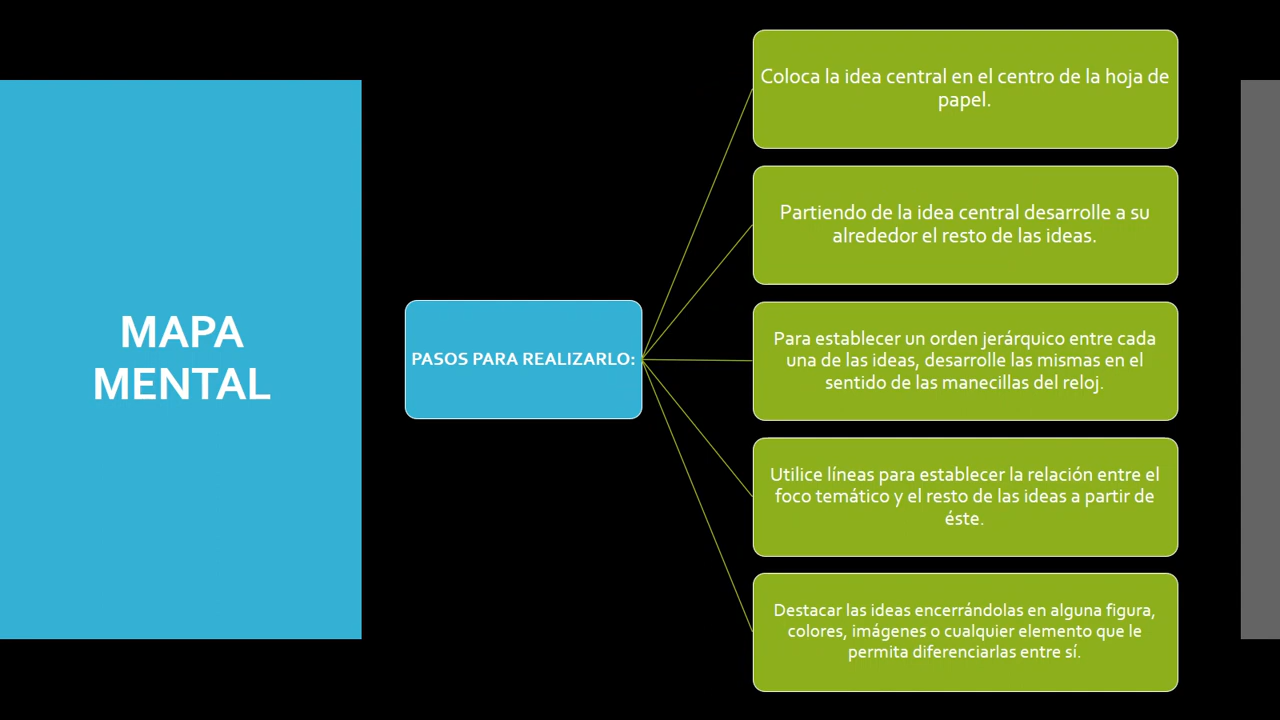 MAPA
MENTAL
PASOS PARA REALIZARLO:
Coloca la idea central en el centro de la hoja de
papel.
Partiendo de la idea central desarrolle a su
alrededor el resto de las ideas.
Para establecer un orden jerárquico entre cada
una de las ideas, desarrolle las mismas en el
sentido de las manecillas del reloj.
Utilice líneas para establecer la relación entre el
foco temático y el resto de las ideas a partir de
éste.
Destacar las ideas encerrándolas en alguna figura,
colores, imágenes o cualquier elemento que le
permita diferenciarlas entre sí.